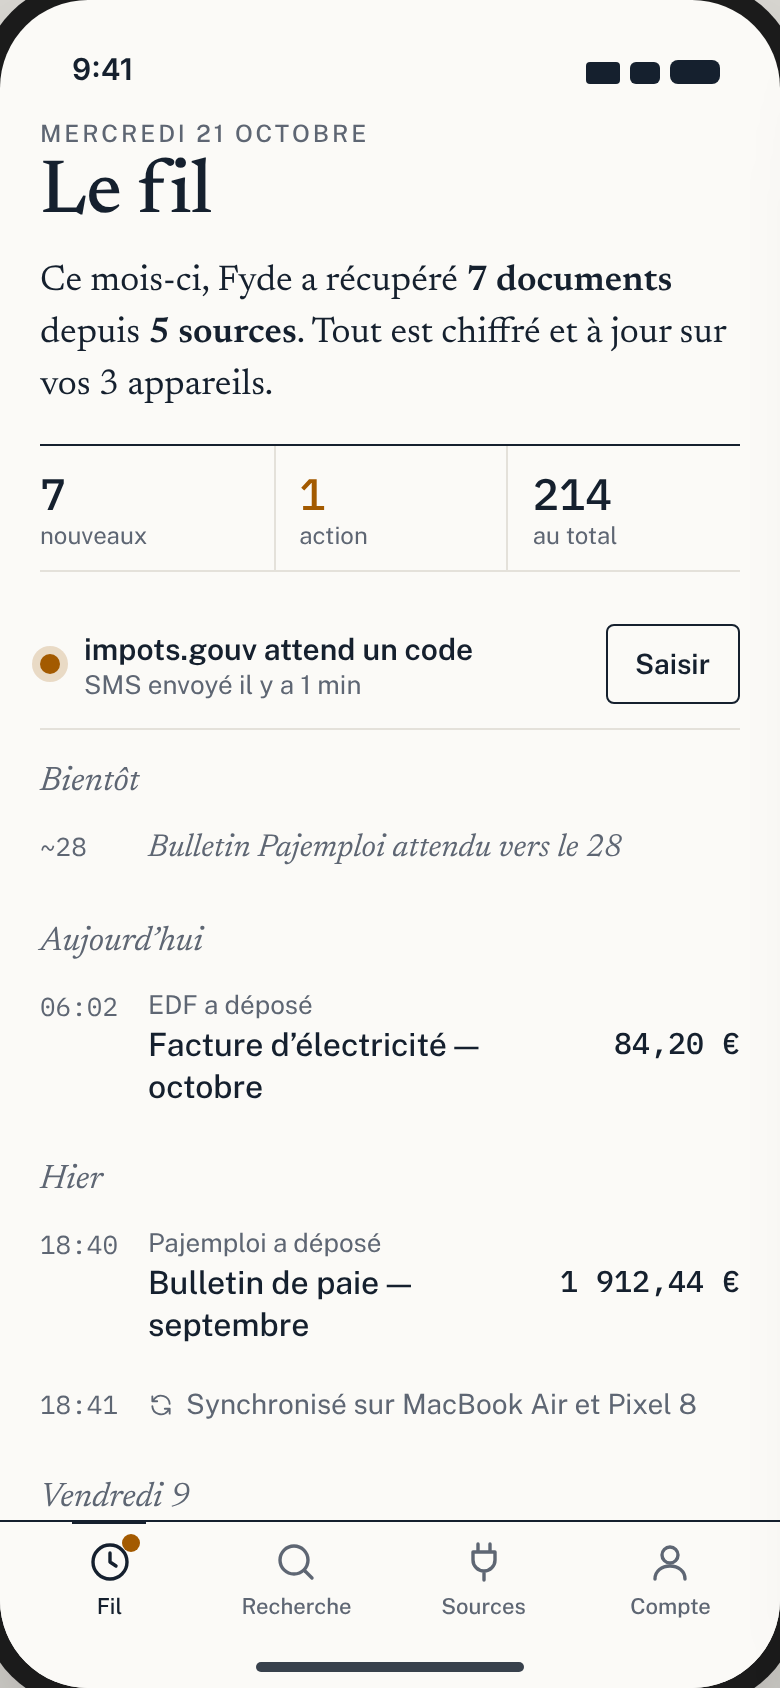 9:41
MERCREDI 21 OCTOBRE
Le fil
Ce mois-ci, Fyde a récupéré 7 documents
depuis 5 sources. Tout est chiffré et à jour sur
vos 3 appareils.
7
nouveaux
1
action
214
au total
impots.gouv attend un code
SMS envoyé il y a 1 min
Saisir
Bientôt
~28 Bulletin Pajemploi attendu vers le 28
Aujourd’hui
06:02 EDF a déposé
Facture d’électricité — 84,20 €
octobre
Hier
18:40 Pajemploi a déposé
Bulletin de paie — 1 912,44 €
septembre
18:41 Synchronisé sur MacBook Air et Pixel 8
Vendredi 9
Fil
Recherche
Sources
Compte